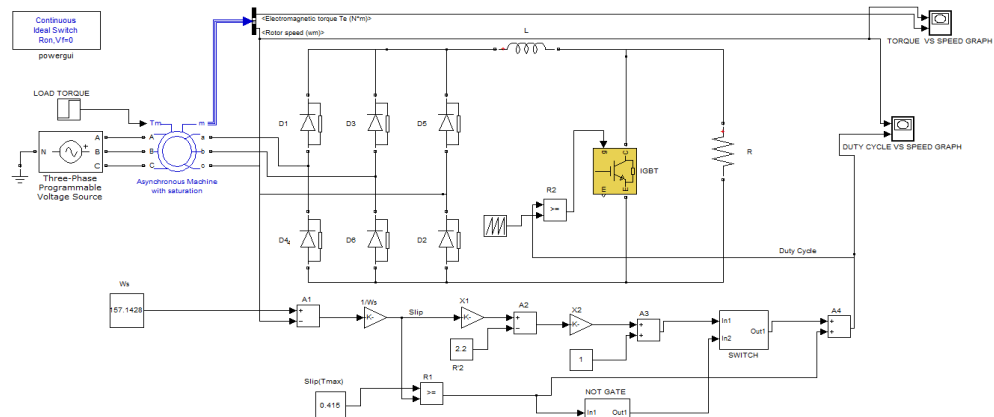 Continuous
Ideal Switch
Ron,Vf=0
powergui
<Electromagnetic torque Te (N*m)>
<Rotor speed (wm)>
TORQUE VS SPEED GRAPH
L
LOAD TORQUE
Tm
m
A
B
C
a
b
c
N
A
B
C
Three-Phase
Programmable
Voltage Source
Asynchronous Machine
with saturation
D1
D3
D5
D4
D6
D2
g
C
m
E
IGBT
R
R2
>=
DUTY CYCLE VS SPEED GRAPH
Duty Cycle
Ws
157.1428
A1
+
−
1/Ws
-K-
Slip
X1
-K-
A2
+
−
2.2
R'2
X2
-K-
A3
+
+
1
In1
In2
Out1
SWITCH
A4
+
+
Slip(Tmax)
0.415
R1
>=
NOT GATE
In1
Out1